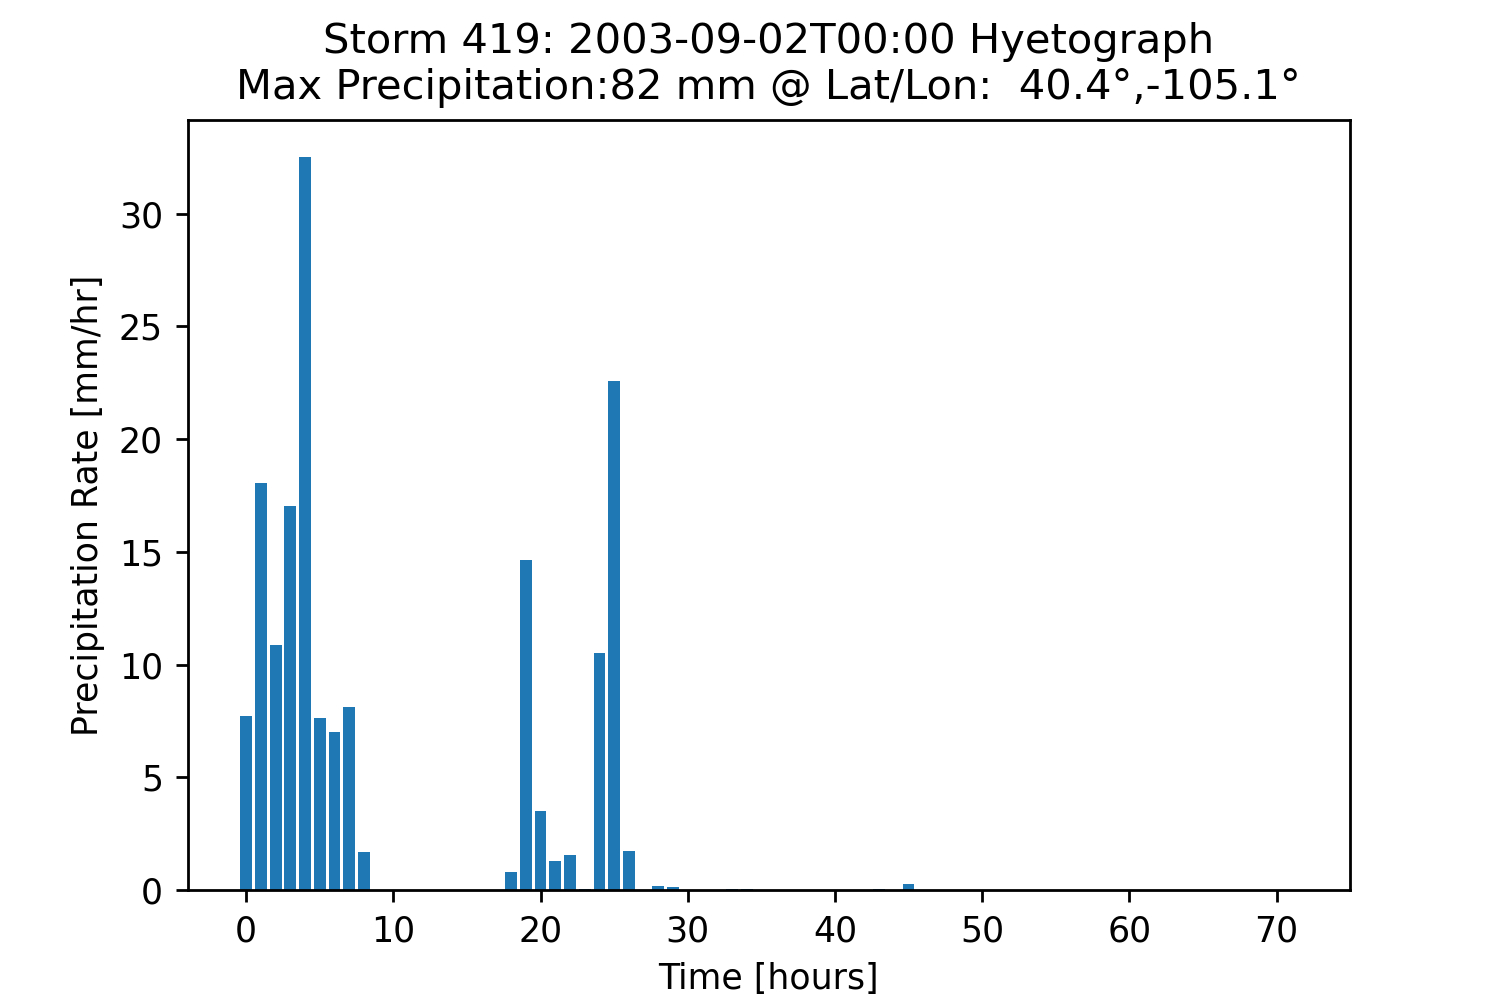 Storm 419: 2003-09-02T00:00 Hyetograph
Max Precipitation:82 mm @ Lat/Lon:  40.4°,-105.1°
Precipitation Rate [mm/hr]
30
25
20
15
10
5
0
0 10 20 30 40 50 60 70
Time [hours]